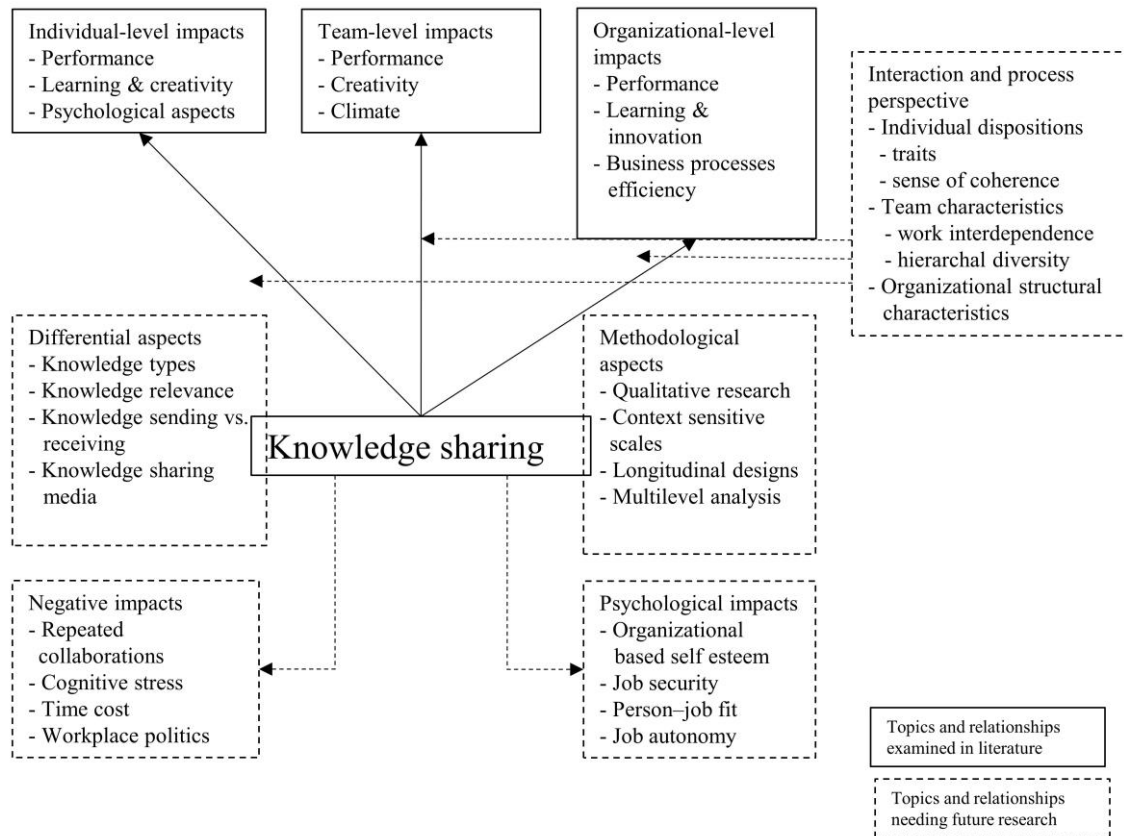 Individual-level impacts
- Performance
- Learning & creativity
- Psychological aspects
Team-level impacts
- Performance
- Creativity
- Climate
Organizational-level
impacts
- Performance
- Learning &
innovation
- Business processes
efficiency
Interaction and process
perspective
- Individual dispositions
- traits
- sense of coherence
- Team characteristics
- work interdependence
- hierarchal diversity
- Organizational structural
characteristics
Differential aspects
- Knowledge types
- Knowledge relevance
- Knowledge sending vs.
receiving
- Knowledge sharing
media
Knowledge sharing
Methodological
aspects
- Qualitative research
- Context sensitive
scales
- Longitudinal designs
- Multilevel analysis
Negative impacts
- Repeated
collaborations
- Cognitive stress
- Time cost
- Workplace politics
Psychological impacts
- Organizational
based self esteem
- Job security
- Person–job fit
- Job autonomy
Topics and relationships
examined in literature
Topics and relationships
needing future research